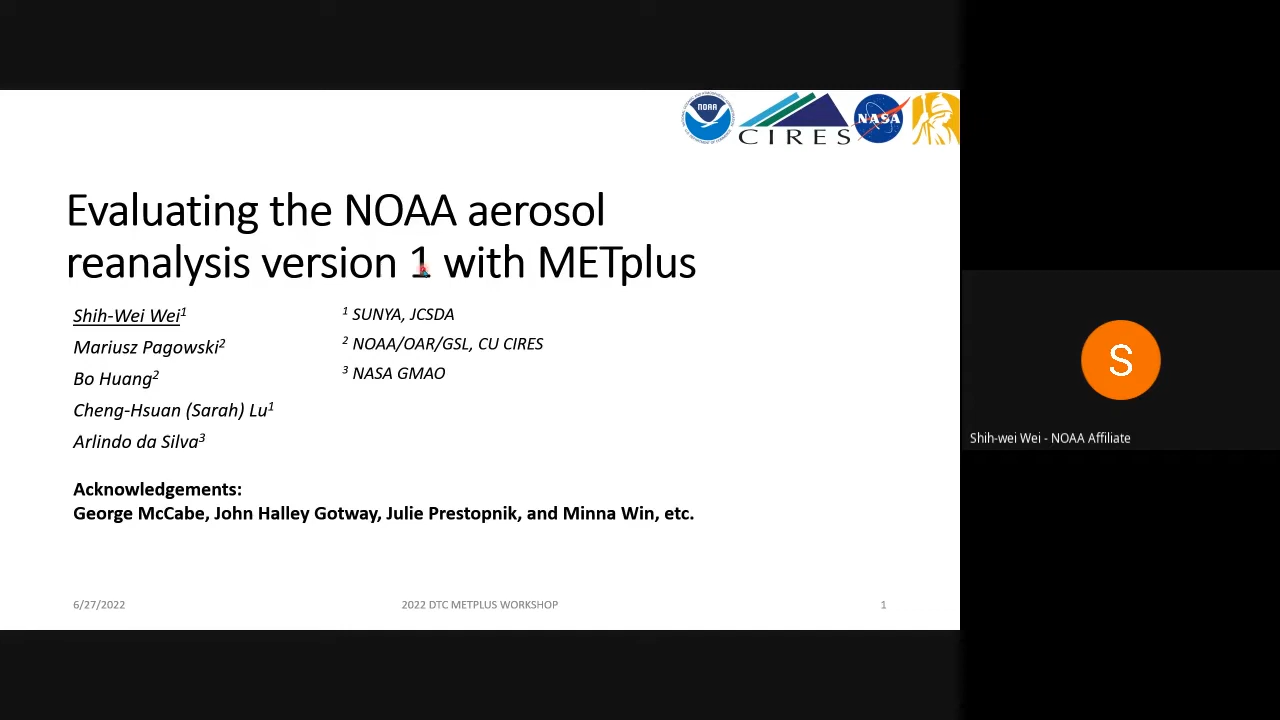 NOAA
CIRES
NASA
Evaluating the NOAA aerosol
reanalysis version 1 with METplus
Shih-Wei Wei¹
Mariusz Pagowski²
Bo Huang²
Cheng-Hsuan (Sarah) Lu¹
Arlindo da Silva³
¹ SUNYA, JCSDA
² NOAA/OAR/GSL, CU CIRES
³ NASA GMAO
Acknowledgements:
George McCabe, John Halley Gotway, Julie Prestopnik, and Minna Win, etc.
6/27/2022
2022 DTC METPLUS WORKSHOP
1
S
Shih-wei Wei - NOAA Affiliate